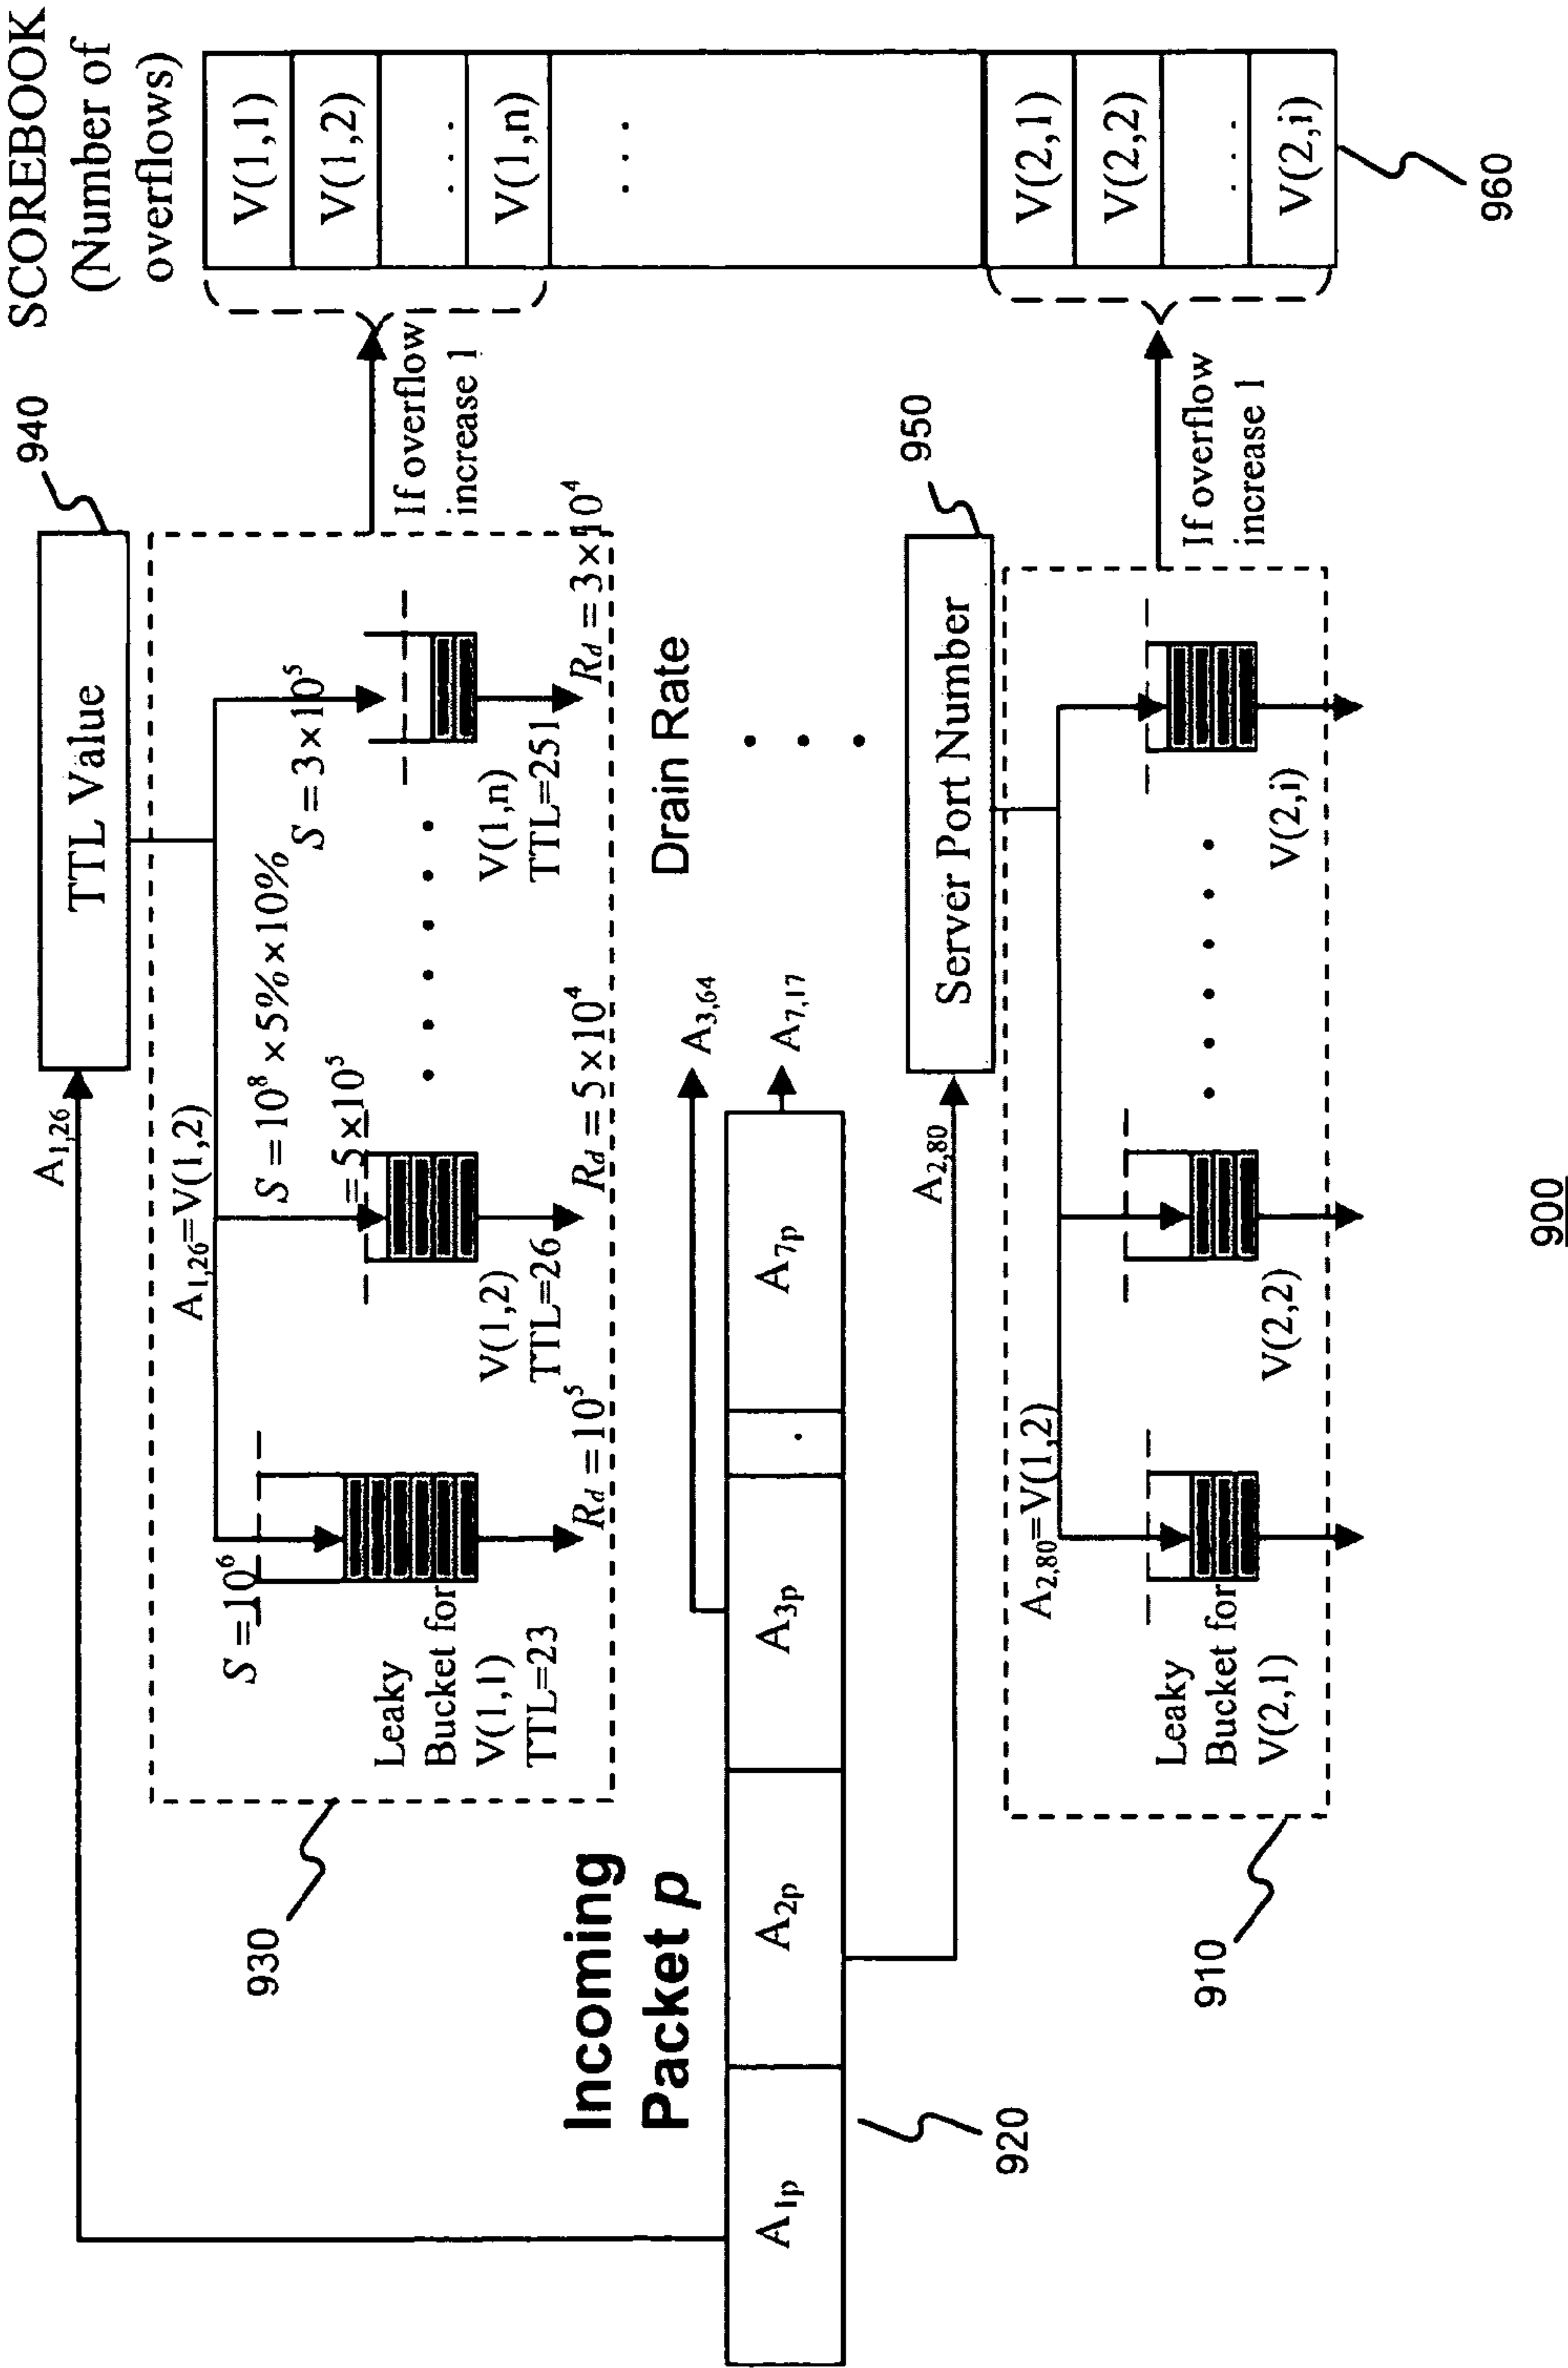 SCOREBOOK
(Number of
overflows)
V(1,1)
V(1,2)
...
V(1,n)
...
V(2,1)
V(2,2)
...
V(2,i)
960
940
TTL Value
A1,26
A1,26=V(1,2)
S=10^6
S=10^8×5%×10%
=5×10^5
S=3×10^5
Leaky
Bucket for
V(1,1)
TTL=23
V(1,2)
TTL=26
V(1,n)
TTL=251
Rd=10^5
Rd=5×10^4
Rd=3×10^4
If overflow
increase 1
930
Drain Rate
Incoming
Packet p
A1p
A2p
A3p
.
A7p
A3,64
A7,17
920
950
Server Port Number
A2,80
A2,80=V(1,2)
Leaky
Bucket for
V(2,1)
V(2,2)
V(2,i)
If overflow
increase 1
910
900